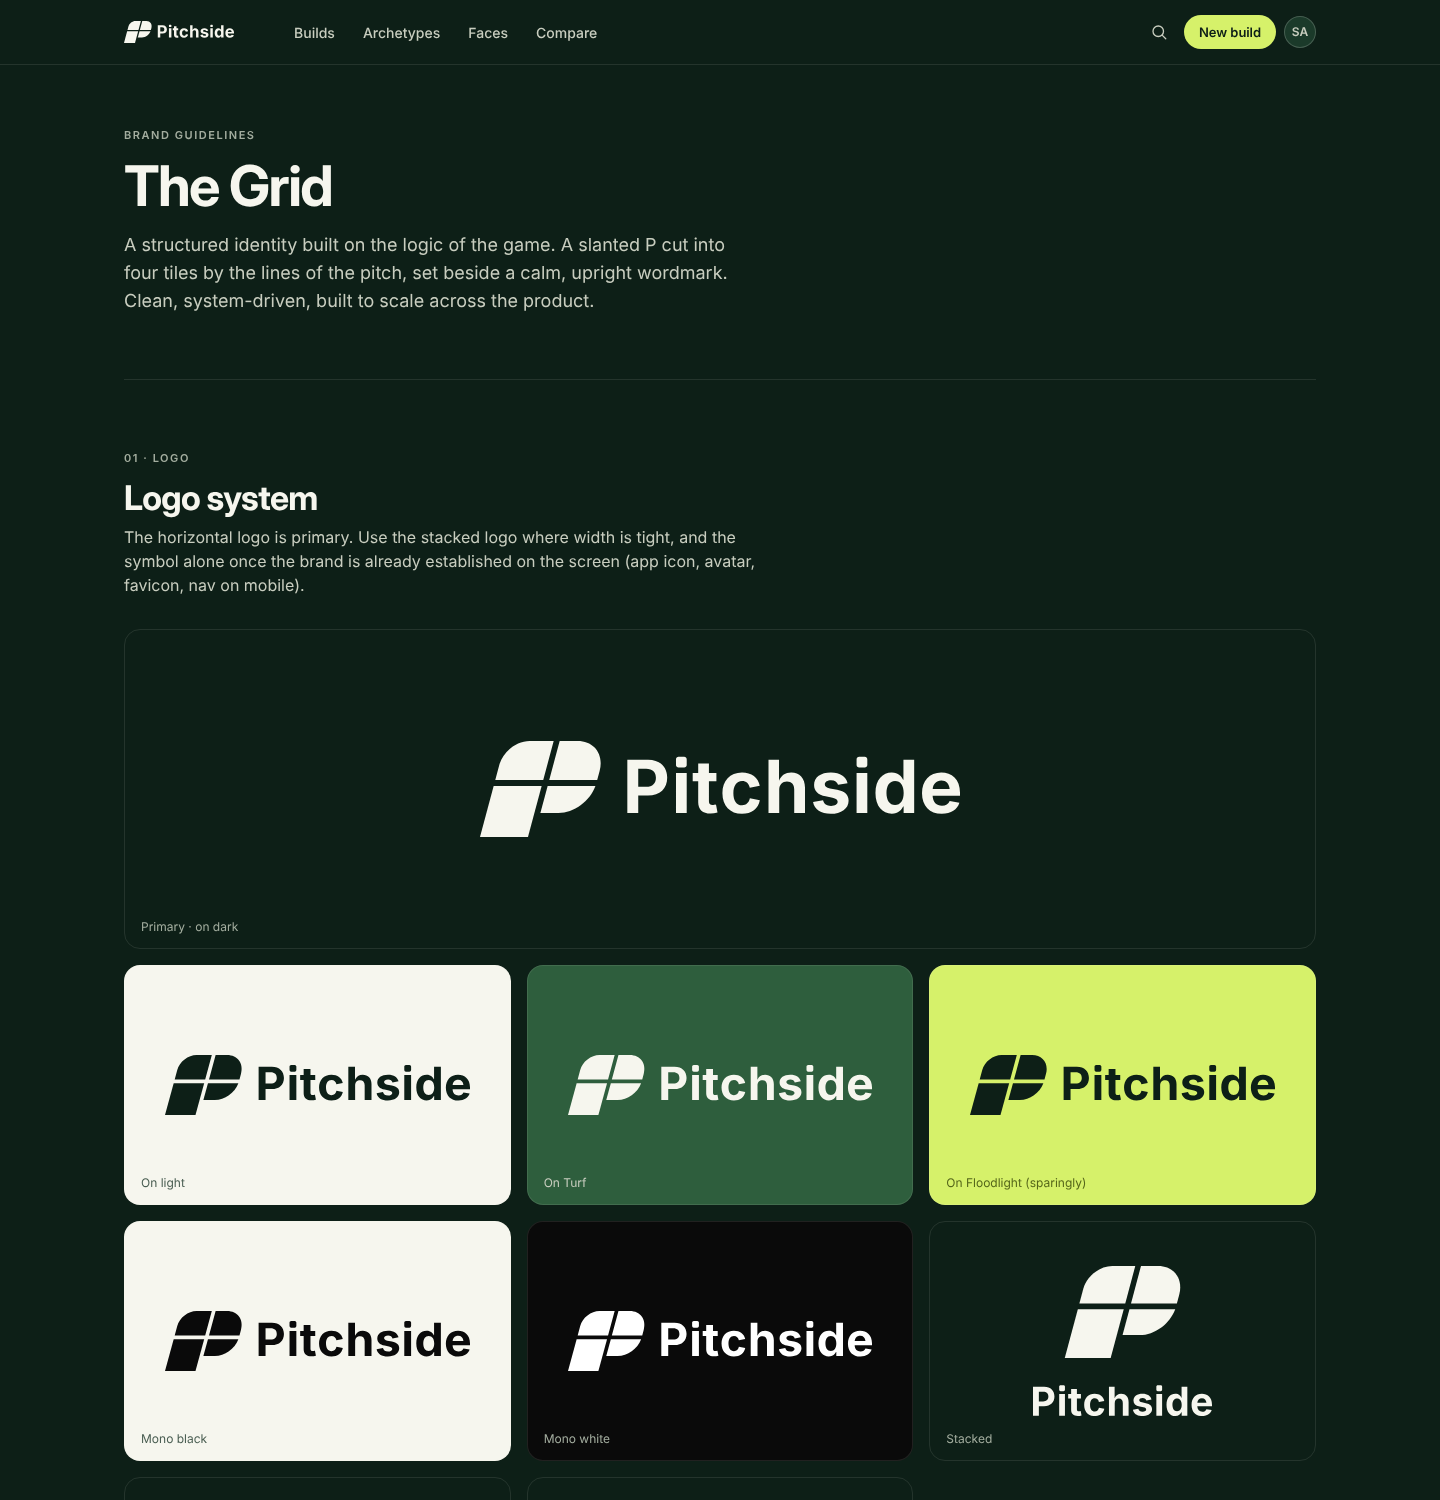 Pitchside
Builds
Archetypes
Faces
Compare
New build
SA
BRAND GUIDELINES
The Grid
A structured identity built on the logic of the game. A slanted P cut into
four tiles by the lines of the pitch, set beside a calm, upright wordmark.
Clean, system-driven, built to scale across the product.
01 · LOGO
Logo system
The horizontal logo is primary. Use the stacked logo where width is tight, and the
symbol alone once the brand is already established on the screen (app icon, avatar,
favicon, nav on mobile).
Pitchside
Primary · on dark
Pitchside
On light
Pitchside
On Turf
Pitchside
On Floodlight (sparingly)
Pitchside
Mono black
Pitchside
Mono white
Pitchside
Stacked